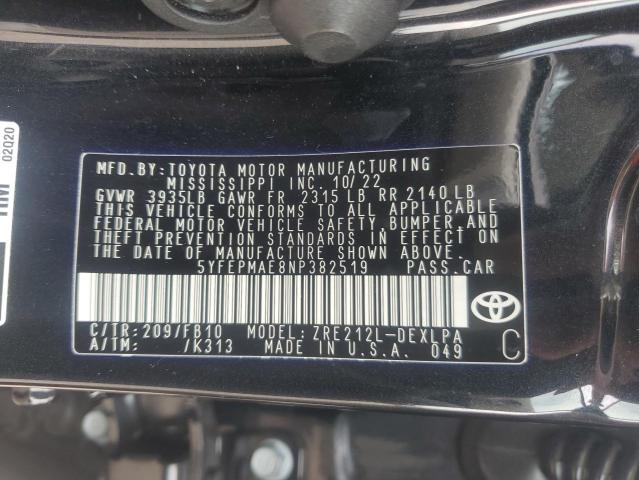 MFD.BY:TOYOTA MOTOR MANUFACTURING
MISSISSIPPI INC. 10/22
GVWR 3935LB GAWR FR 2315 LB RR 2140 LB
THIS VEHICLE CONFORMS TO ALL APPLICABLE
FEDERAL MOTOR VEHICLE SAFETY,BUMPER,AND
THEFT PREVENTION STANDARDS IN EFFECT ON
THE DATE OF MANUFACTURE SHOWN ABOVE.
5YFEPMAE8NP382519 PASS.CAR
C/TR:209/FB10 MODEL:ZRE212L-DEXLPA
A/TM: /K313 MADE IN U.S.A. 049
C
02Q20